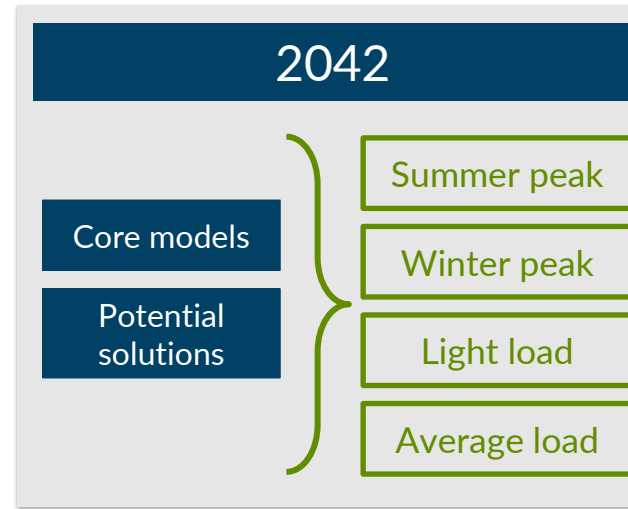 2042
Core models
Potential
solutions
Summer peak
Winter peak
Light load
Average load